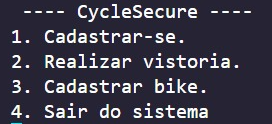 ---- CycleSecure ----
1. Cadastrar-se.
2. Realizar vistoria.
3. Cadastrar bike.
4. Sair do sistema